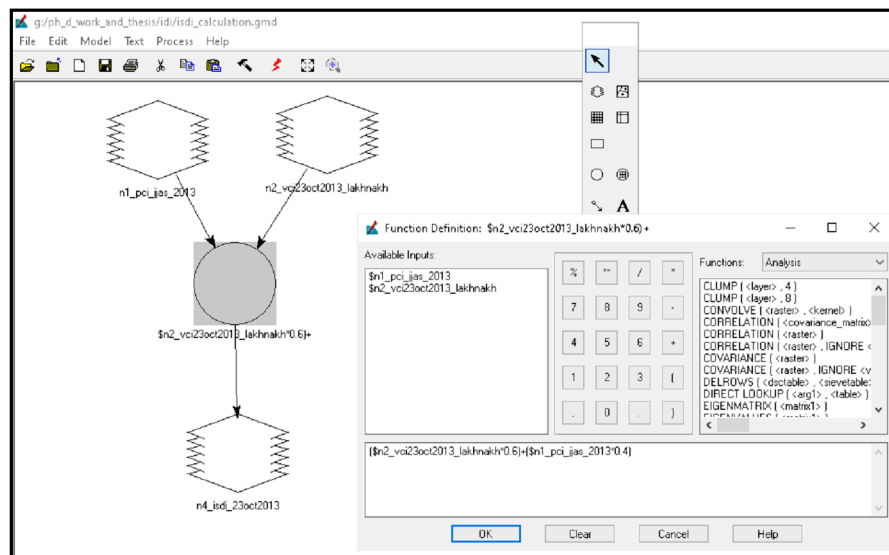 g:/ph_d_work_and_thesis/idi/isdi_calculation.gmd
File Edit Model Text Process Help
n1_pci_jjas_2013
n2_vci23oct2013_lakhnakh
$n2_vci23oct2013_lakhnakh*0.6)+
n4_isdi_23oct2013
A
Function Definition: $n2_vci23oct2013_lakhnakh*0.6)+
Available Inputs:
$n1_pci_jjas_2013
$n2_vci23oct2013_lakhnakh
7 8 9 -
4 5 6 +
1 2 3 (
, 0 . )
Functions: Analysis
CLUMP ( <layer> , 4 )
CLUMP ( <layer> , 8 )
CONVOLVE ( <raster> , <kernel> )
CORRELATION ( <covariance_matrix>
CORRELATION ( <raster> , IGNORE <
COVARIANCE ( <raster> )
COVARIANCE ( <raster> , IGNORE <v
DELROWS ( <dsctable> , <sievetable>
DIRECT LOOKUP ( <arg1> , <table> )
EIGENMATRIX ( <matrix1> )
EIGENVALUES ( <matrix1> )
($n2_vci23oct2013_lakhnakh*0.6)+($n1_pci_jjas_2013*0.4)
OK Clear Cancel Help